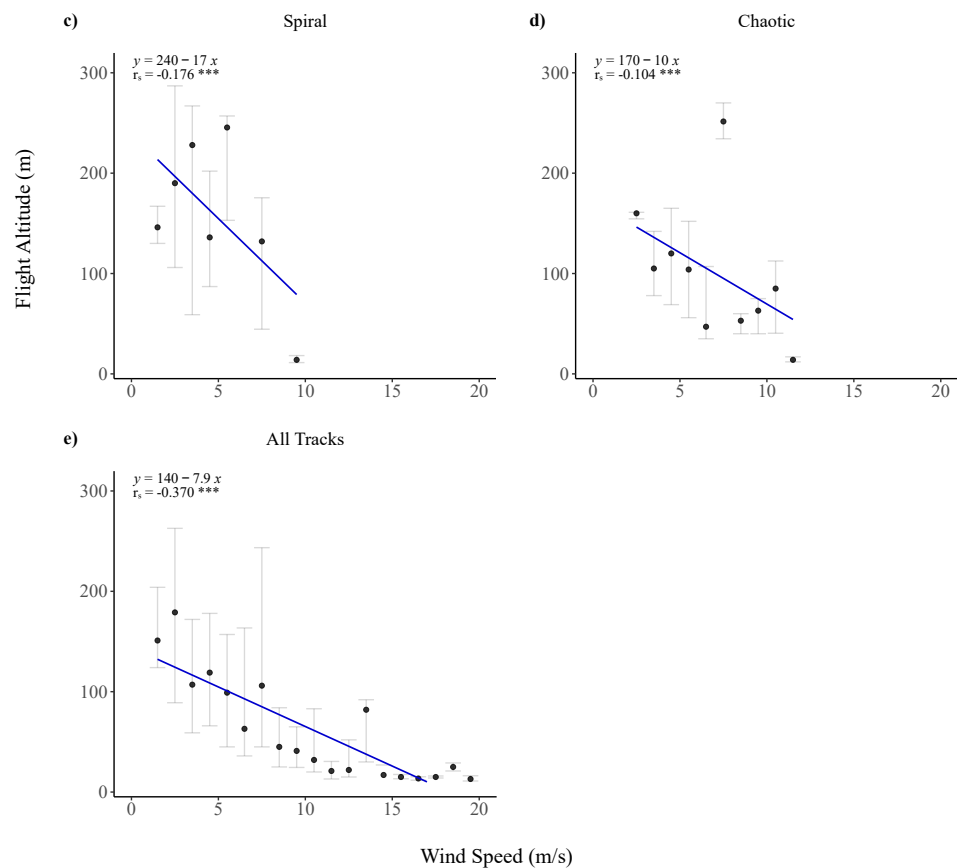 c) Spiral
y = 240 − 17 x
rs = -0.176 ***
300
200
100
0
0 5 10 15 20
d) Chaotic
y = 170 − 10 x
rs = -0.104 ***
300
200
100
0
0 5 10 15 20
Flight Altitude (m)
e) All Tracks
y = 140 − 7.9 x
rs = -0.370 ***
300
200
100
0
0 5 10 15 20
Wind Speed (m/s)